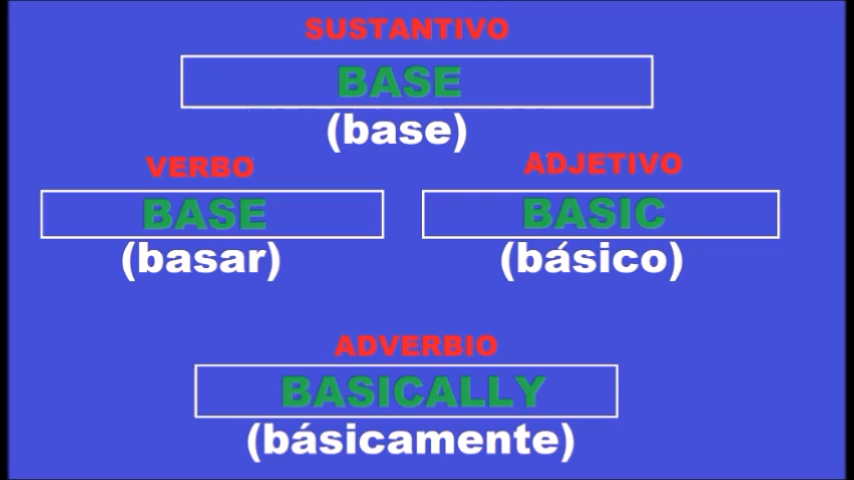 SUSTANTIVO
BASE
(base)
VERBO
BASE
(basar)
ADJETIVO
BASIC
(básico)
ADVERBIO
BASICALLY
(básicamente)